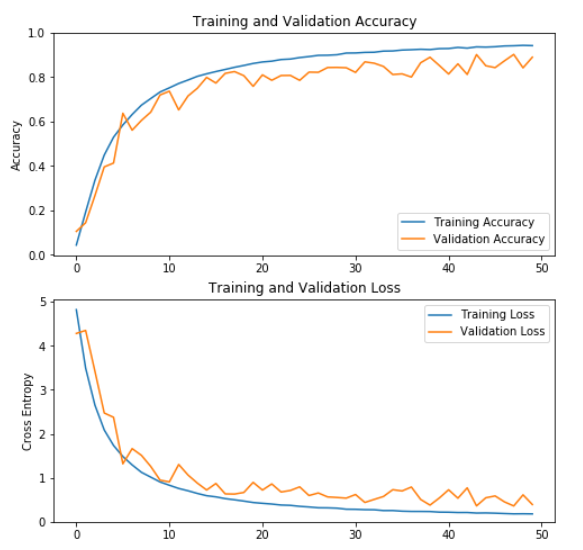 Training and Validation Accuracy
1.0
0.8
0.6
0.4
0.2
0.0
Accuracy
Training Accuracy
Validation Accuracy
0 10 20 30 40 50
Training and Validation Loss
5
4
3
2
1
0
Cross Entropy
Training Loss
Validation Loss
0 10 20 30 40 50